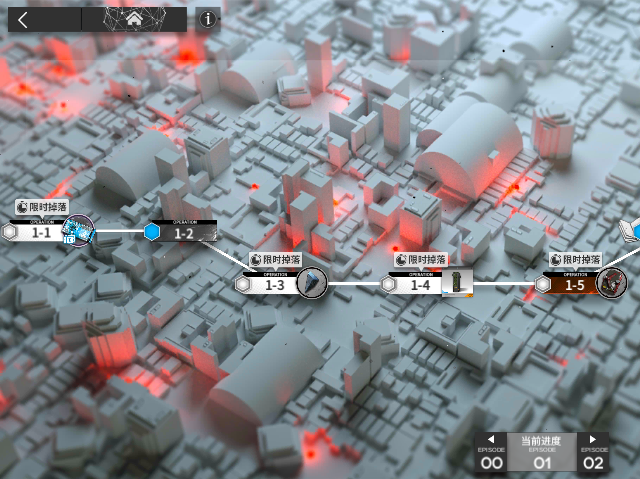 i
限时掉落
OPERATION
1-1
OPERATION
1-2
限时掉落
OPERATION
1-3
限时掉落
OPERATION
1-4
限时掉落
OPERATION
1-5
EPISODE
00
当前进度
EPISODE
01
EPISODE
02